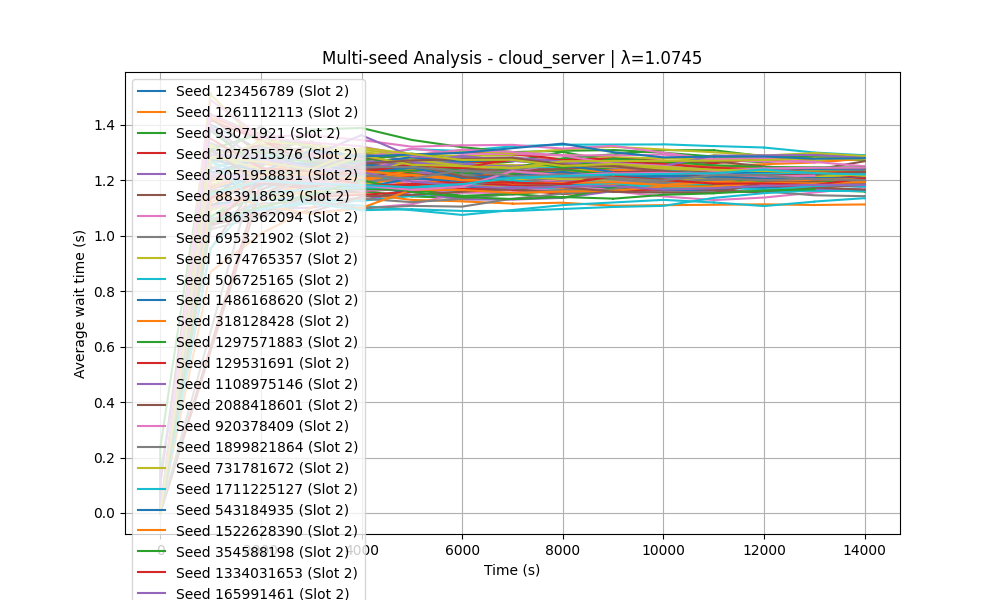 Multi-seed Analysis - cloud_server | λ=1.0745
Average wait time (s)
1.4
1.2
1.0
0.8
0.6
0.4
0.2
0.0
Seed 123456789 (Slot 2)
Seed 1261112113 (Slot 2)
Seed 93071921 (Slot 2)
Seed 1072515376 (Slot 2)
Seed 2051958831 (Slot 2)
Seed 883918639 (Slot 2)
Seed 1863362094 (Slot 2)
Seed 695321902 (Slot 2)
Seed 1674765357 (Slot 2)
Seed 506725165 (Slot 2)
Seed 1486168620 (Slot 2)
Seed 318128428 (Slot 2)
Seed 1297571883 (Slot 2)
Seed 129531691 (Slot 2)
Seed 1108975146 (Slot 2)
Seed 2088418601 (Slot 2)
Seed 920378409 (Slot 2)
Seed 1899821864 (Slot 2)
Seed 731781672 (Slot 2)
Seed 1711225127 (Slot 2)
Seed 543184935 (Slot 2)
Seed 1522628390 (Slot 2)
Seed 354588198 (Slot 2)
Seed 1334031653 (Slot 2)
Seed 165991461 (Slot 2)
0 4000 6000 8000 10000 12000 14000
Time (s)